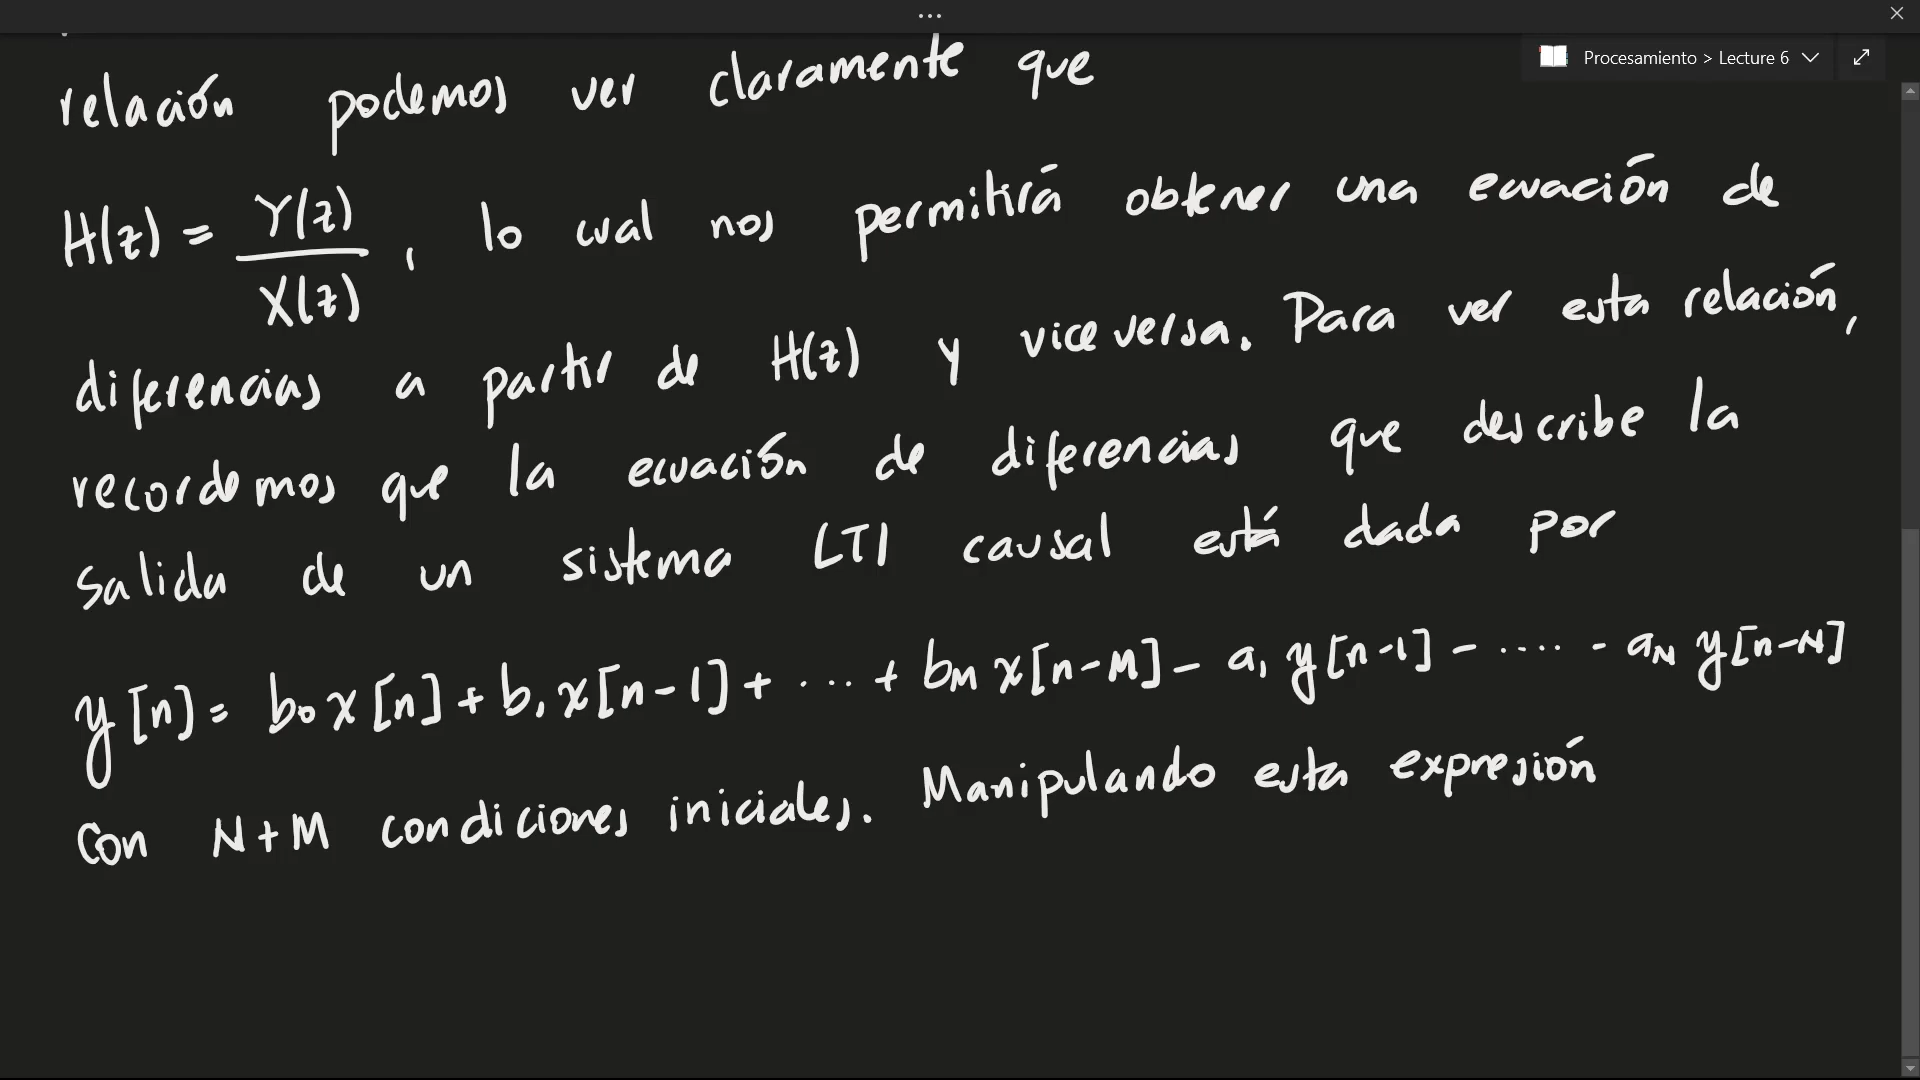 ...
Procesamiento > Lecture 6
relación podemos ver claramente que
H(z) = Y(z)/X(z), lo cual nos permitirá obtener una ecuación de
diferencias a partir de H(z) y viceversa. Para ver esta relación,
recordemos que la ecuación de diferencias que describe la
salida de un sistema LTI causal está dada por
y[n] = b₀x[n] + b₁x[n-1] + ... + b_M x[n-M] - a₁y[n-1] - ..... - a_N y[n-N]
Con N+M condiciones iniciales. Manipulando esta expresión